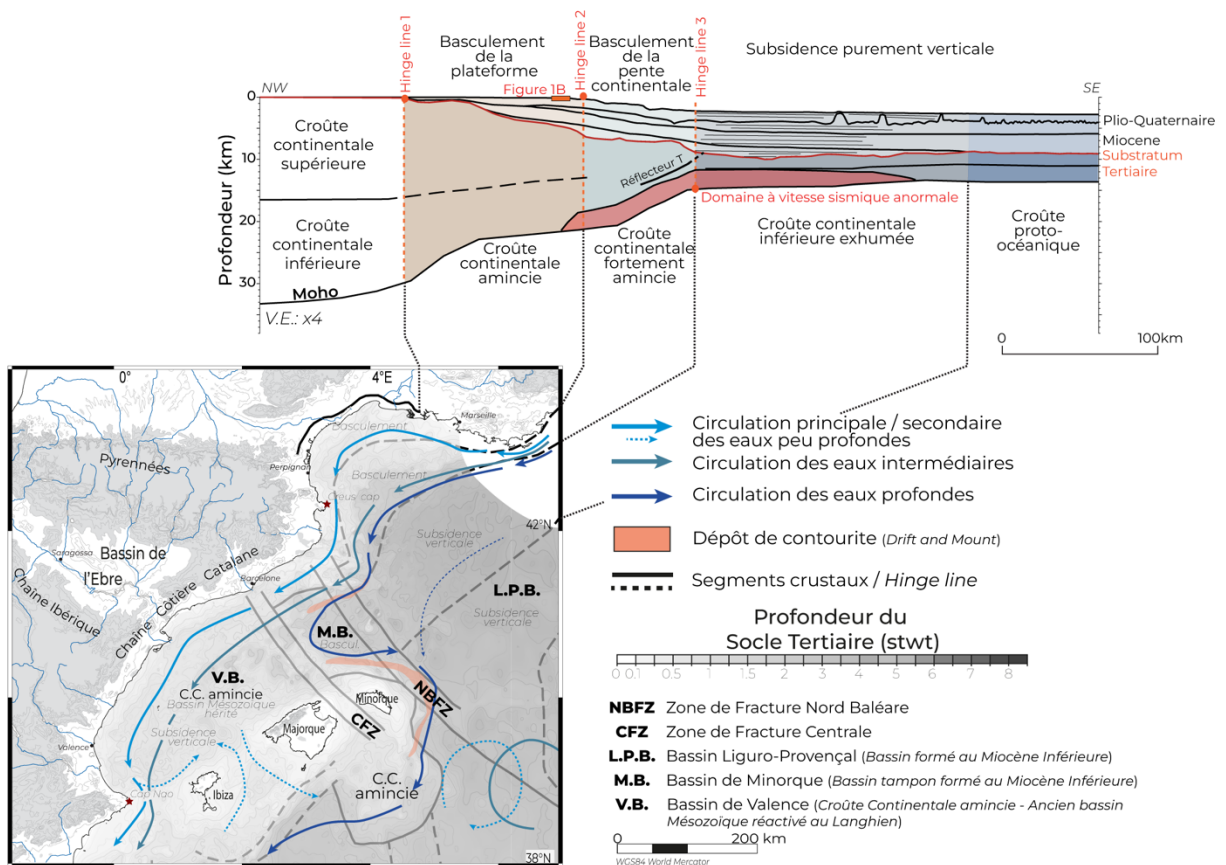 Hinge line 1
Basculement
de la
plateforme
Hinge line 2
Basculement
de la
pente
continentale
Hinge line 3
Subsidence purement verticale
NW
Figure 1B
SE
Profondeur (km)
0
10
20
30
Croûte
continentale
supérieure
Croûte
continentale
inférieure
Moho
V.E.: x4
Croûte
continentale
amincie
Réflecteur T
Croûte
continentale
fortement
amincie
Domaine à vitesse sismique anormale
Croûte continentale
inférieure exhumée
Croûte
proto-
océanique
Plio-Quaternaire
Miocene
Substratum
Tertiaire
0
100km
0°
4°E
Marseille
Basculement
Pyrennées
Perpignan
Basculement
Creus cap
42°N
Subsidence
verticale
Saragossa
Bassin de
l'Ebre
Barcelone
Chaîne Côtière Catalane
Chaîne Ibérique
L.P.B.
Subsidence
verticale
M.B.
Bascul.
V.B.
C.C. amincie
Bassin Mésozoïque
hérité
NBFZ
Minorque
CFZ
Majorque
Subsidence
verticale
Valence
Ibiza
Cap Nao
C.C.
amincie
38°N
Circulation principale / secondaire
des eaux peu profondes
Circulation des eaux intermédiaires
Circulation des eaux profondes
Dépôt de contourite (Drift and Mount)
Segments crustaux / Hinge line
Profondeur du
Socle Tertiaire (stwt)
0 0.1 0.5 1 1.5 2 3 4 5 6 7 8
NBFZ Zone de Fracture Nord Baléare
CFZ Zone de Fracture Centrale
L.P.B. Bassin Liguro-Provençal (Bassin formé au Miocène Inférieure)
M.B. Bassin de Minorque (Bassin tampon formé au Miocène Inférieure)
V.B. Bassin de Valence (Croûte Continentale amincie - Ancien bassin
Mésozoïque réactivé au Langhien)
0 200 km
WGS84 World Mercator